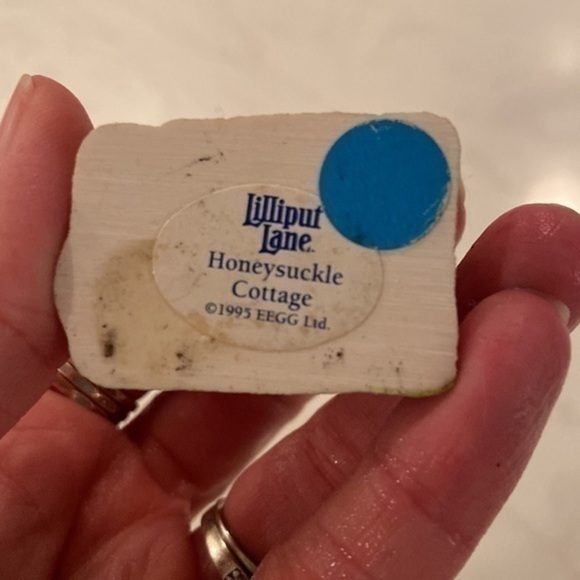 Lilliput
Lane.
Honeysuckle
Cottage
©1995 EEGG Ltd.